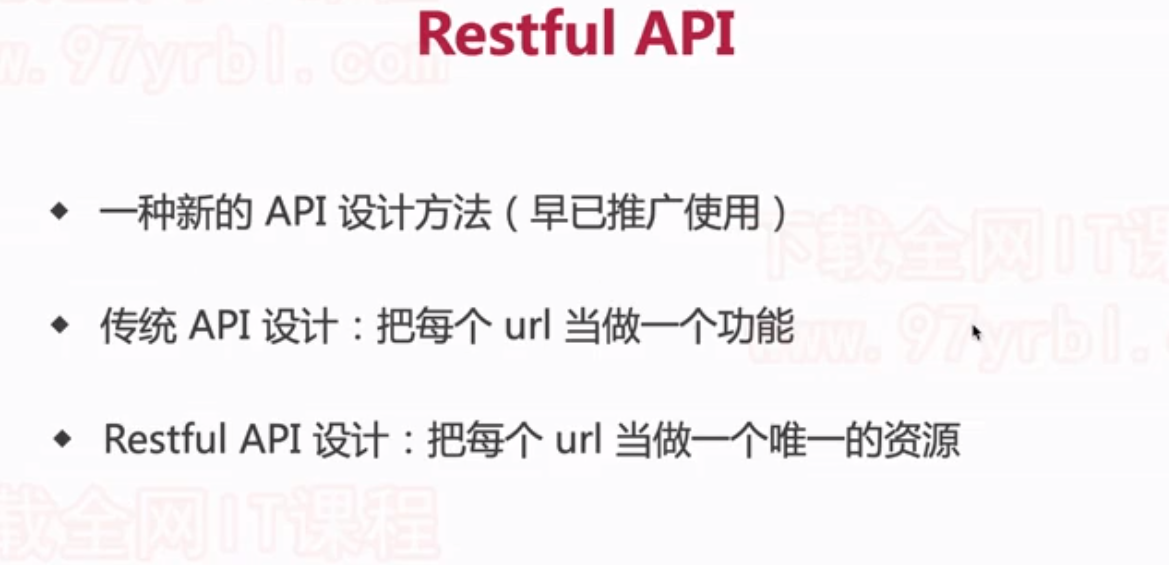 Restful API
www.97yrbl.com
◆ 一种新的 API 设计方法（早已推广使用）
下载全网IT课
◆ 传统 API 设计：把每个 url 当做一个功能
www.97yrbl.
◆ Restful API 设计：把每个 url 当做一个唯一的资源
载全网IT课程